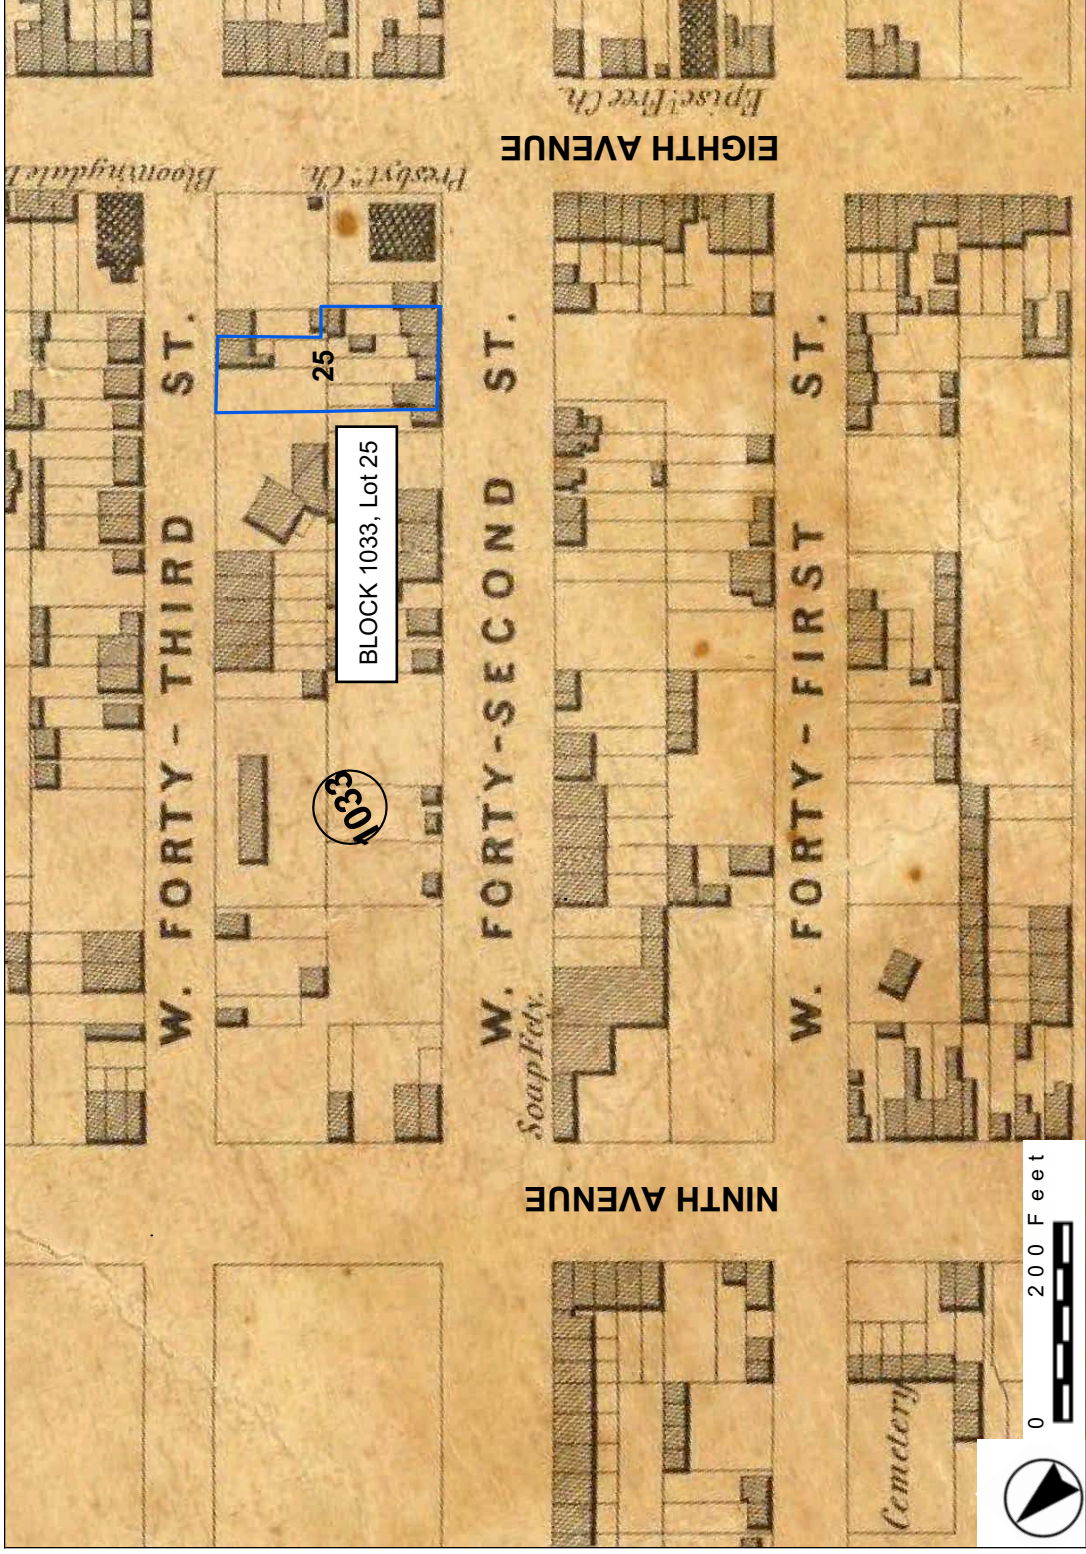 Episc! Free Ch.
EIGHTH AVENUE
Bloomingdale
Presbytn. Ch.
W. FORTY-THIRD ST.
25
BLOCK 1033, Lot 25
1033
W. FORTY-SECOND ST.
Soap Fcty.
W. FORTY-FIRST ST.
NINTH AVENUE
Cemetery
0 200 Feet